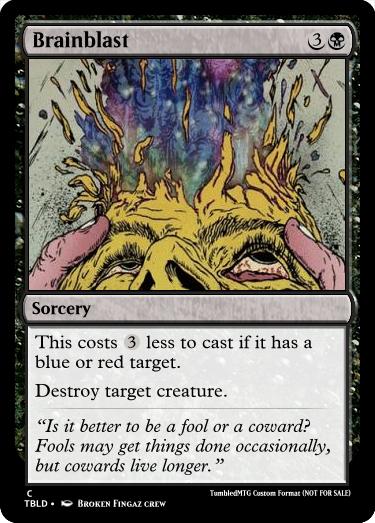 Brainblast 3
Sorcery
This costs 3 less to cast if it has a
blue or red target.
Destroy target creature.
“Is it better to be a fool or a coward?
Fools may get things done occasionally,
but cowards live longer.”
C
TBLD • Broken Fingaz crew
TumbledMTG Custom Format (NOT FOR SALE)